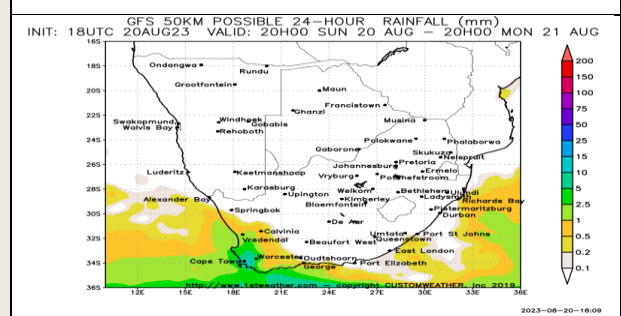 GFS 50KM POSSIBLE 24-HOUR RAINFALL (mm)
INIT: 18UTC 20AUG23 VALID: 20H00 SUN 20 AUG - 20H00 MON 21 AUG
16S
200
Ondangwa
Rundu
18S
150
Grootfontein
Maun
20S
100
Francistown
Ghanzi
75
22S
Windhoek
Gobabis
Musina
Swakopmund
Walvis Bay
Rehoboth
50
24S
Polokwane
Phalaborwa
25
Gaborone
Skukuza
Pretoria
Nelspruit
15
26S
Johannesburg
Luderitz
Keetmanshoop
Vryburg
Potchefstroom
Ermelo
10
28S
Karasburg
Upington
Welkom
Bethlehem
Ulundi
5
Alexander Bay
Kimberley
Ladysmith
Richards Bay
Bloemfontein
2.5
30S
Springbok
Pietermaritzburg
Durban
De Aar
1
32S
Calvinia
Vredendal
Umtata
Port St Johns
Beaufort West
Queenstown
0.5
East London
0.2
34S
Cape Town
Worcester
Oudtshoorn
George
Port Elizabeth
0.1
36S
http://www.1stweather.com - copyright CUSTOMWEATHER, Inc 2019
12E 15E 18E 21E 24E 27E 30E 33E 36E
2023-08-20-18:09